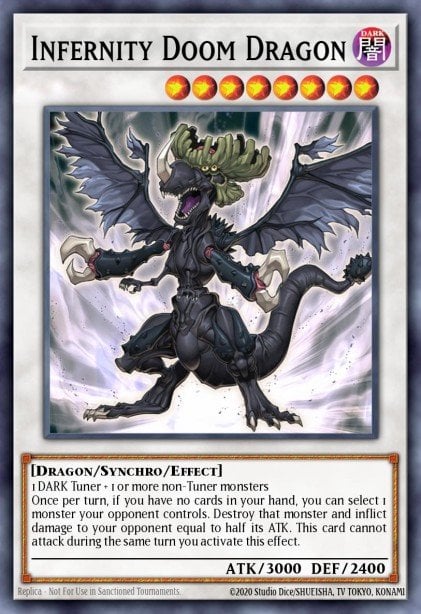 INFERNITY DOOM DRAGON
DARK
闇
[DRAGON/SYNCHRO/EFFECT]
1 DARK Tuner + 1 or more non-Tuner monsters
Once per turn, if you have no cards in your hand, you can select 1
monster your opponent controls. Destroy that monster and inflict
damage to your opponent equal to half its ATK. This card cannot
attack during the same turn you activate this effect.
ATK/3000 DEF/2400
Replica - Not For Use in Sanctioned Tournaments.
©2020 Studio Dice/SHUEISHA, TV TOKYO, KONAMI